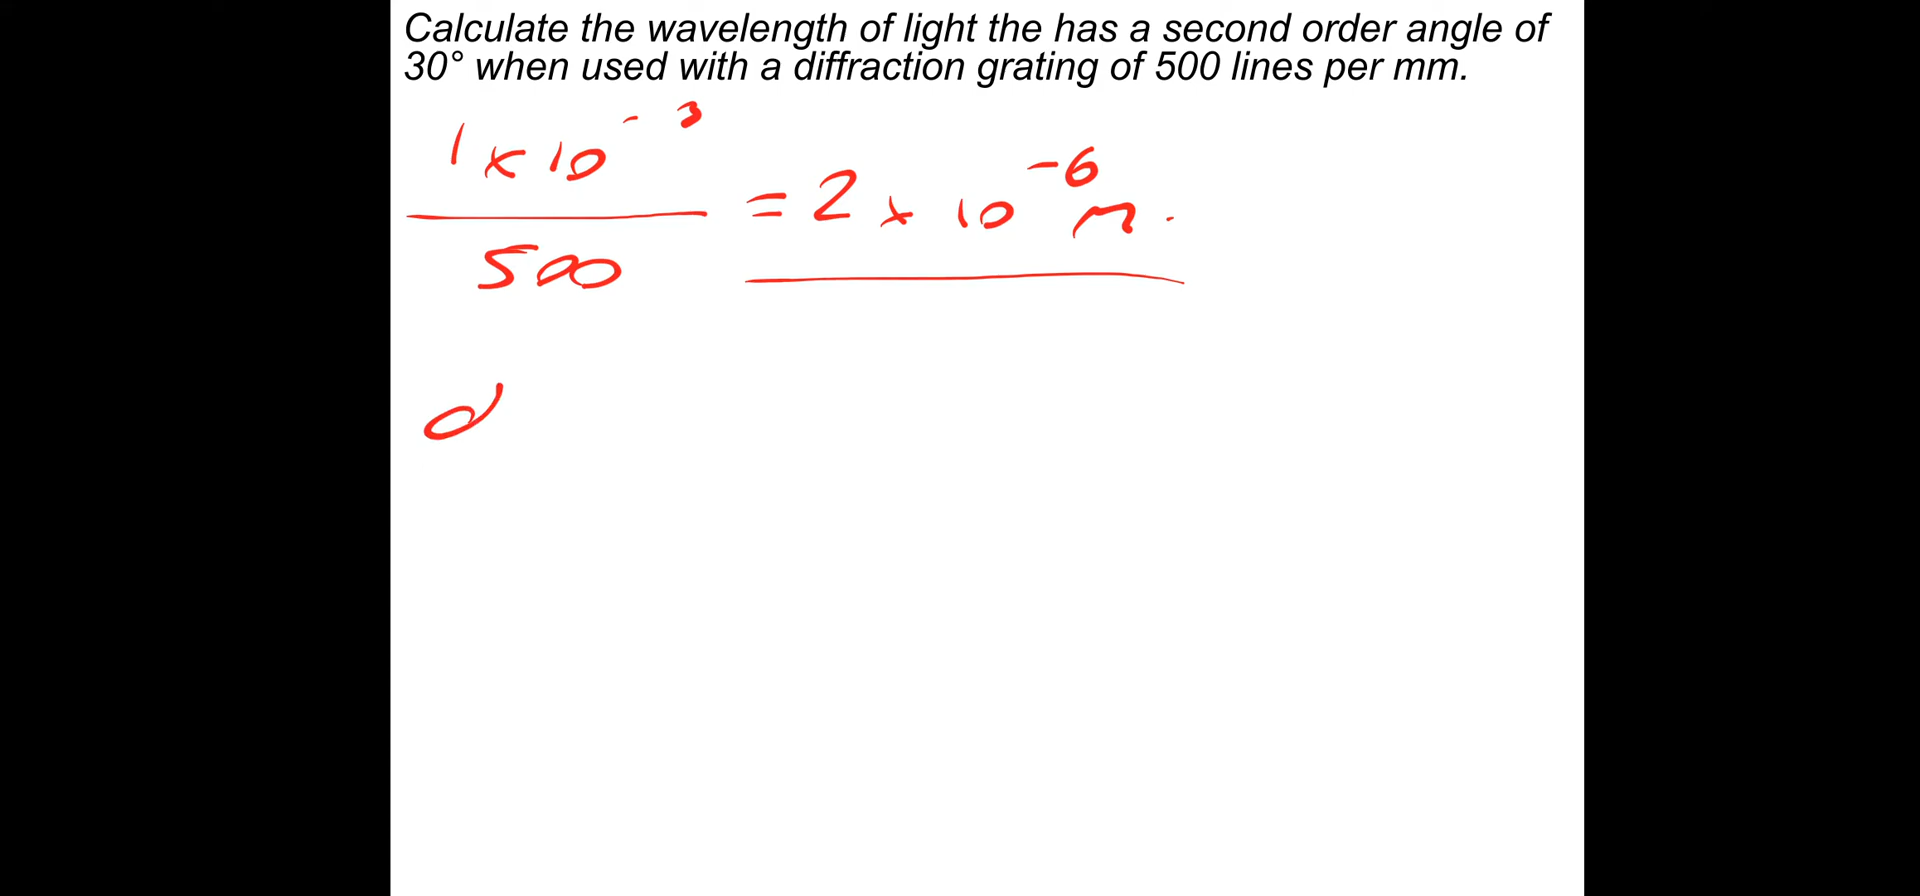 Calculate the wavelength of light the has a second order angle of
30° when used with a diffraction grating of 500 lines per mm.
1 x 10⁻³
= 2 x 10⁻⁶ m.
500
d